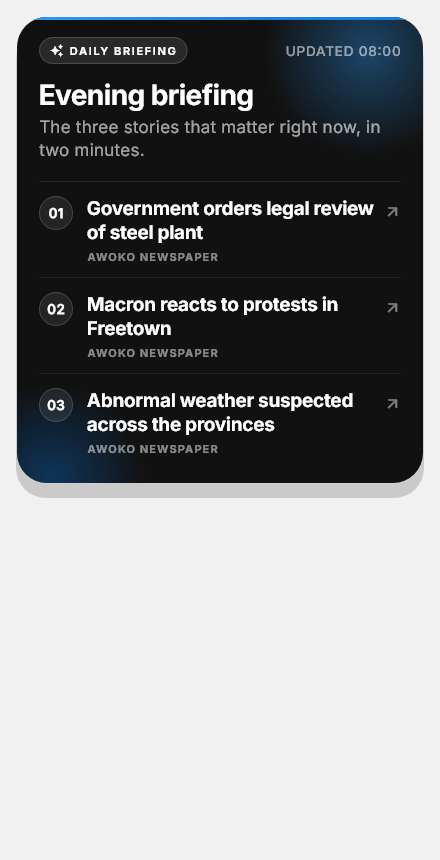 DAILY BRIEFING
UPDATED 08:00
Evening briefing
The three stories that matter right now, in
two minutes.
01
Government orders legal review
of steel plant
AWOKO NEWSPAPER
02
Macron reacts to protests in
Freetown
AWOKO NEWSPAPER
03
Abnormal weather suspected
across the provinces
AWOKO NEWSPAPER